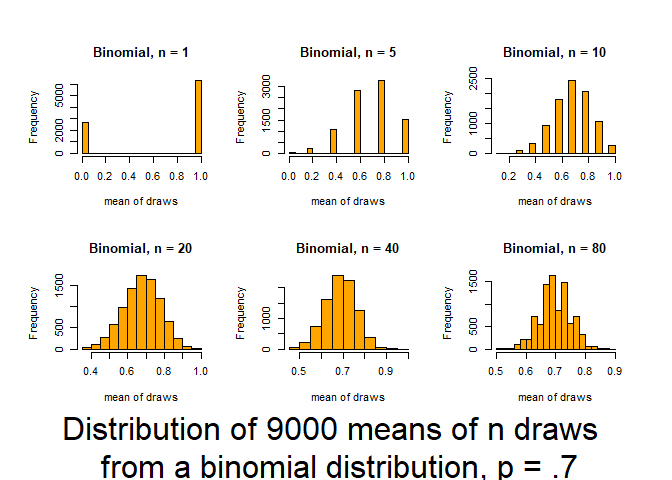 Binomial, n = 1
Frequency
0 2000 6000
0.0 0.2 0.4 0.6 0.8 1.0
mean of draws
Binomial, n = 5
Frequency
0 1500 3000
0.0 0.2 0.4 0.6 0.8 1.0
mean of draws
Binomial, n = 10
Frequency
0 1000 2500
0.2 0.4 0.6 0.8 1.0
mean of draws
Binomial, n = 20
Frequency
0 500 1500
0.4 0.6 0.8 1.0
mean of draws
Binomial, n = 40
Frequency
0 1000
0.5 0.7 0.9
mean of draws
Binomial, n = 80
Frequency
0 500 1500
0.5 0.6 0.7 0.8 0.9
mean of draws
Distribution of 9000 means of n draws
from a binomial distribution, p = .7